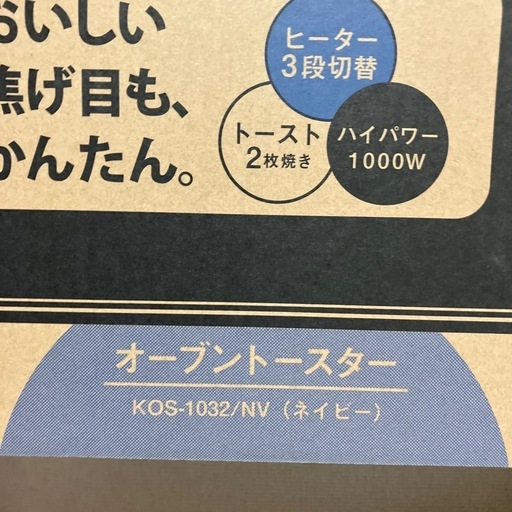 おいしい
焦げ目も、
かんたん。
ヒーター
3段切替
トースト
2枚焼き
ハイパワー
1000W
オーブントースター
KOS-1032/NV（ネイビー）